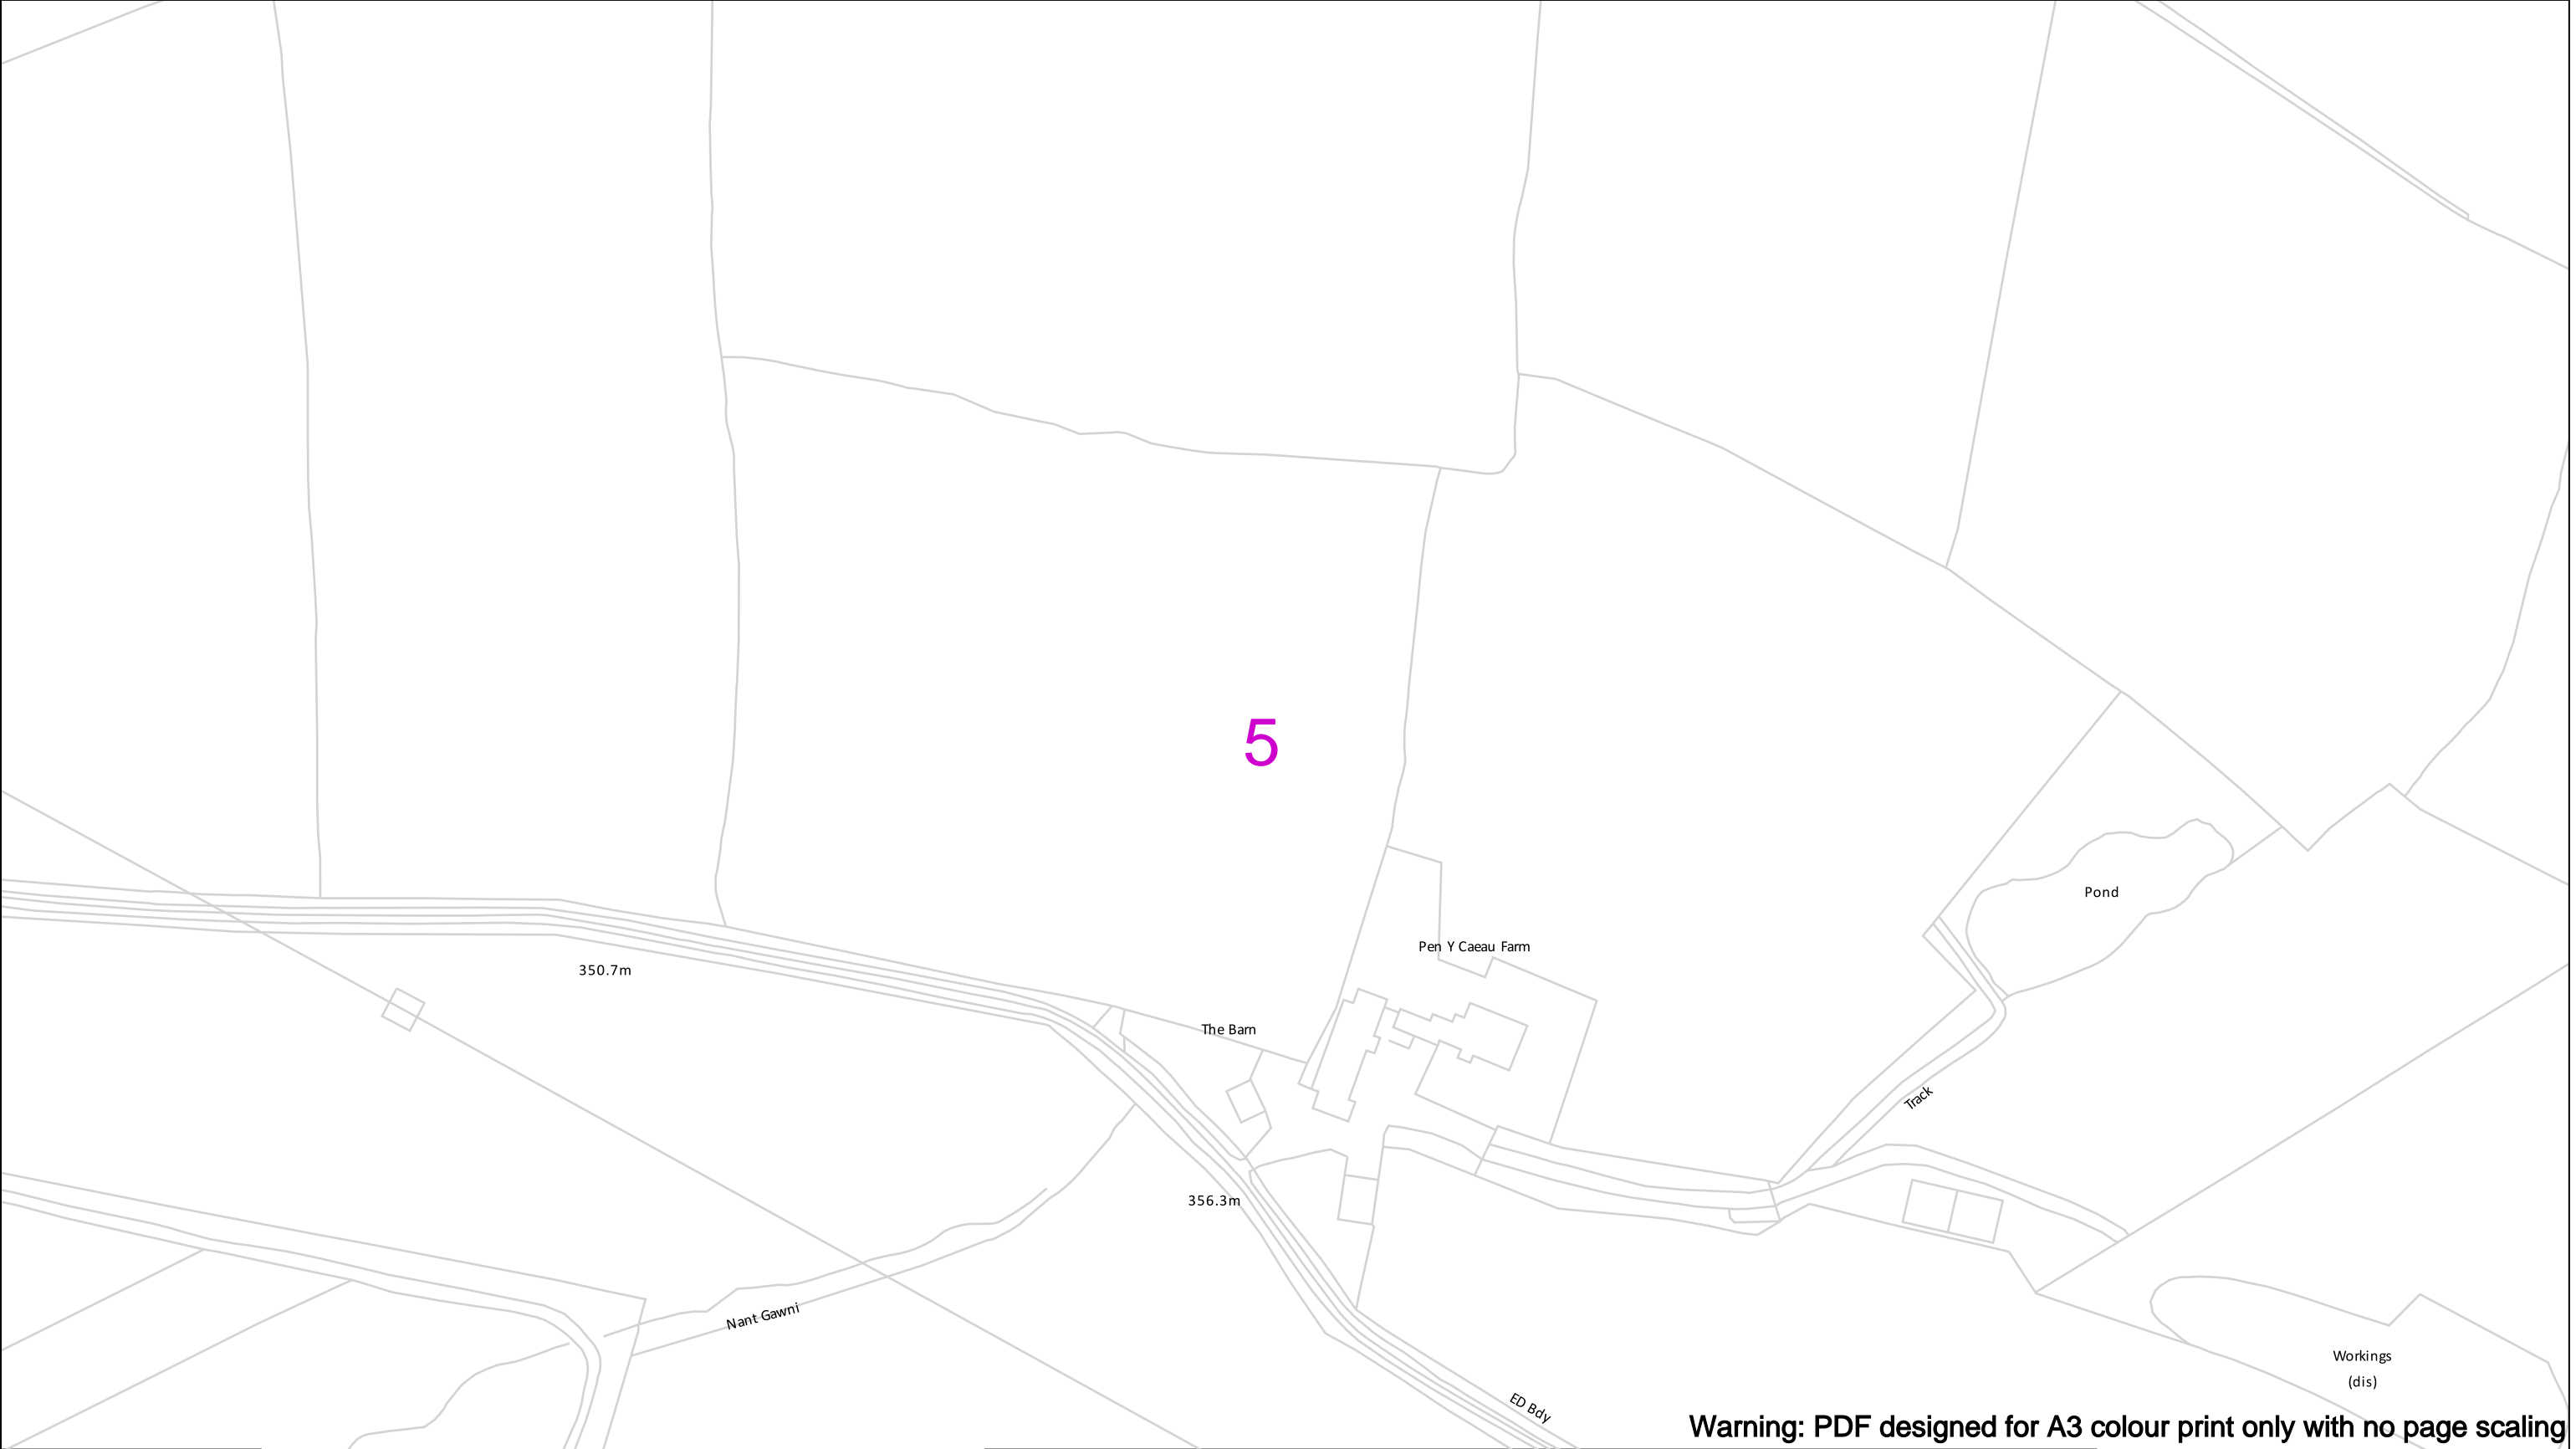 5
Pond
Pen Y Caeau Farm
350.7m
The Barn
Track
356.3m
Nant Gawni
Workings
(dis)
ED Bdy
Warning: PDF designed for A3 colour print only with no page scaling